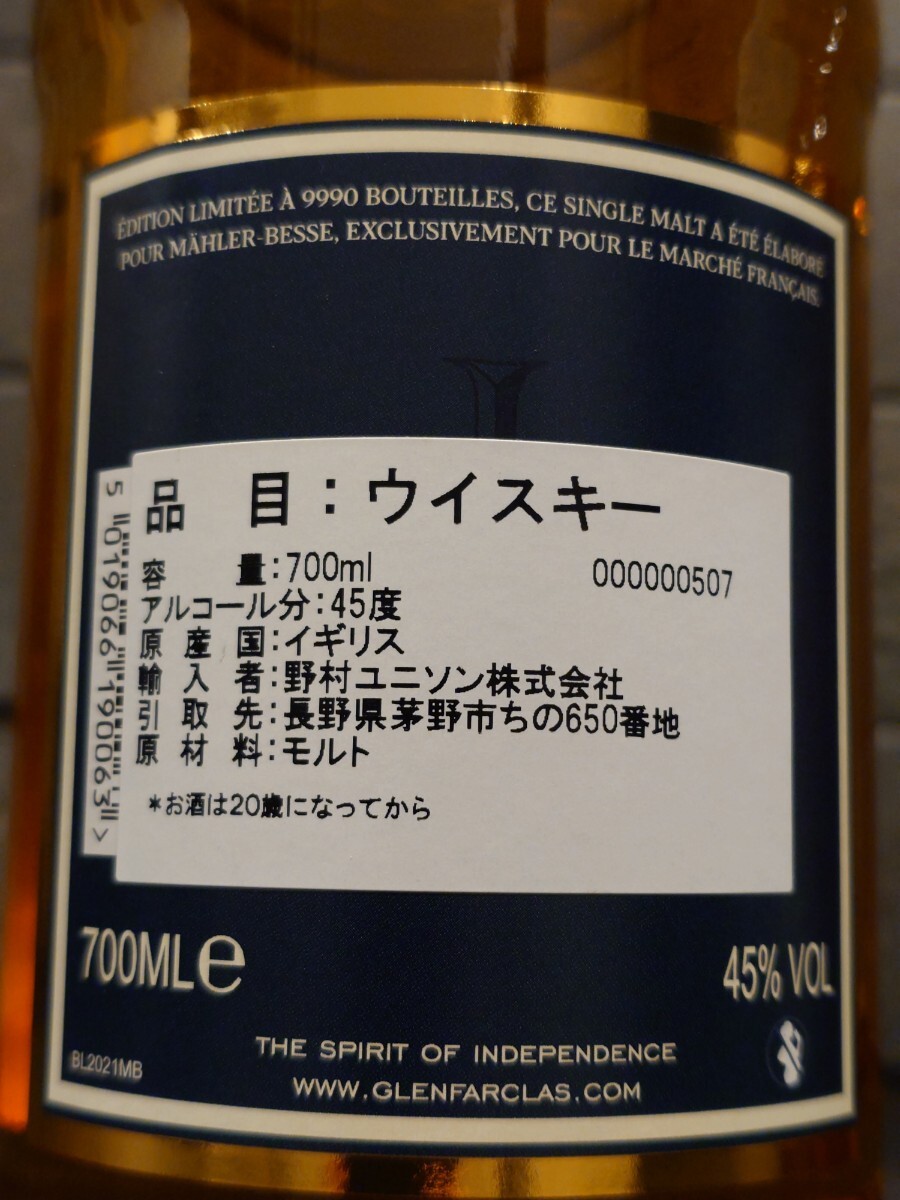 ÉDITION LIMITÉE À 9990 BOUTEILLES, CE SINGLE MALT A ÉTÉ ÉLABORÉ
POUR MÄHLER-BESSE, EXCLUSIVEMENT POUR LE MARCHÉ FRANÇAIS.
品 目：ウイスキー
容 量：700ml 000000507
アルコール分：45度
原産国：イギリス
輸入者：野村ユニソン株式会社
引取先：長野県茅野市ちの650番地
原材料：モルト
*お酒は20歳になってから
5 019066 190063 >
700ML e 45% VOL
THE SPIRIT OF INDEPENDENCE
BL2021MB
WWW.GLENFARCLAS.COM